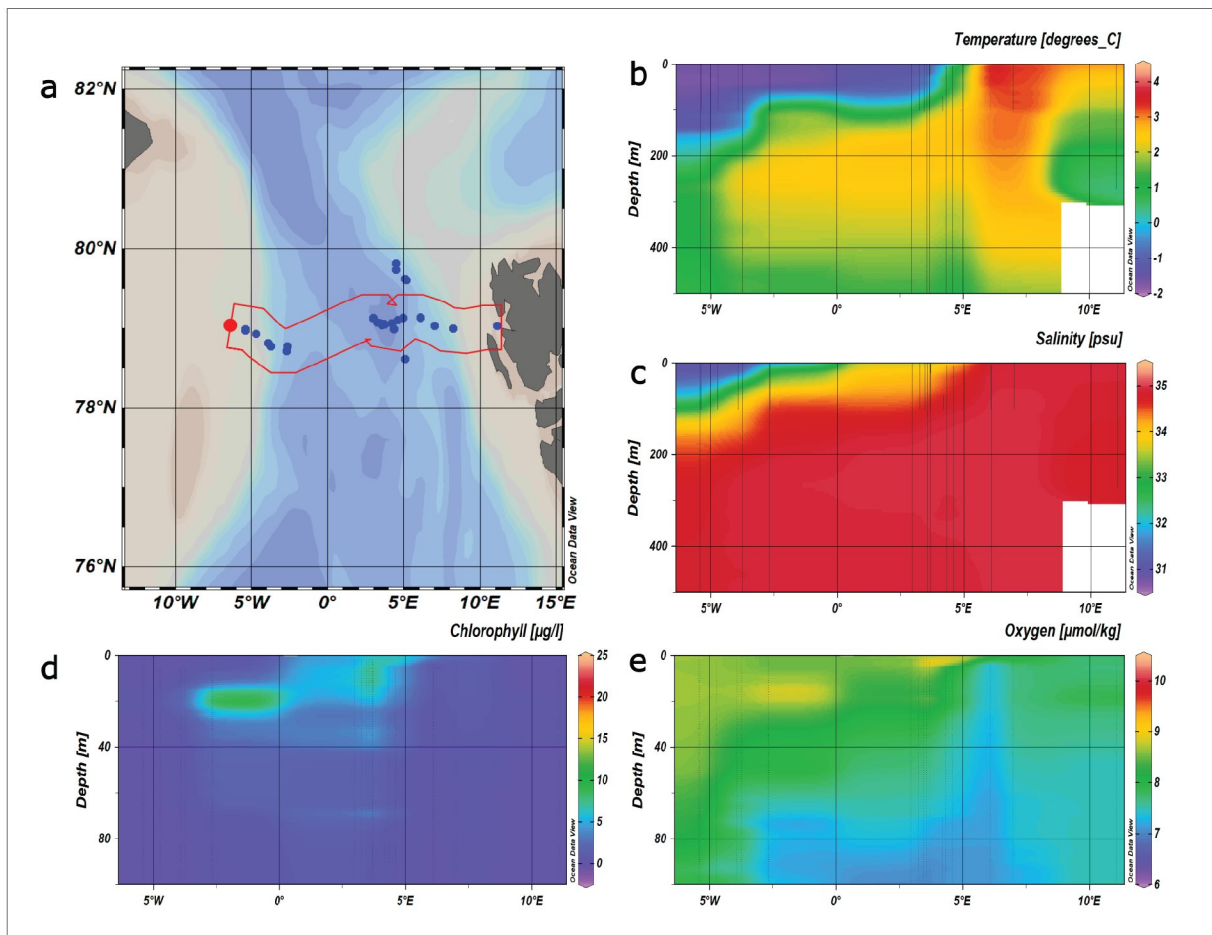 a
82°N
80°N
78°N
76°N
10°W 5°W 0° 5°E 10°E 15°E
Ocean Data View
Temperature [degrees_C]
b
Depth [m]
0
200
400
5°W 0° 5°E 10°E
4
3
2
1
0
-1
-2
Ocean Data View
Salinity [psu]
c
Depth [m]
0
200
400
5°W 0° 5°E 10°E
35
34
33
32
31
Ocean Data View
Chlorophyll [µg/l]
d
Depth [m]
0
40
80
5°W 0° 5°E 10°E
25
20
15
10
5
0
Ocean Data View
Oxygen [µmol/kg]
e
Depth [m]
0
40
80
5°W 0° 5°E 10°E
10
9
8
7
6
Ocean Data View